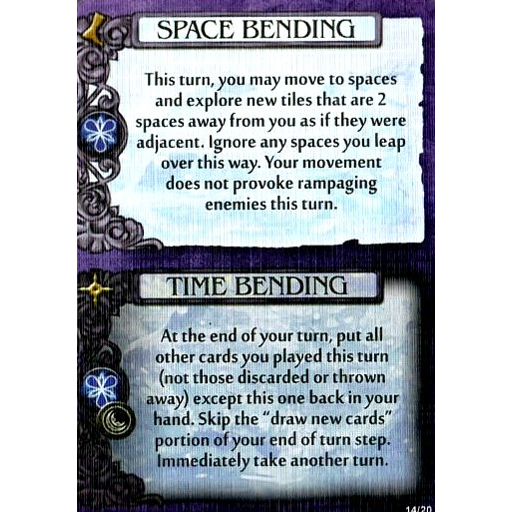 SPACE BENDING
This turn, you may move to spaces
and explore new tiles that are 2
spaces away from you as if they were
adjacent. Ignore any spaces you leap
over this way. Your movement
does not provoke rampaging
enemies this turn.
TIME BENDING
At the end of your turn, put all
other cards you played this turn
(not those discarded or thrown
away) except this one back in your
hand. Skip the “draw new cards”
portion of your end of turn step.
Immediately take another turn.
14/20